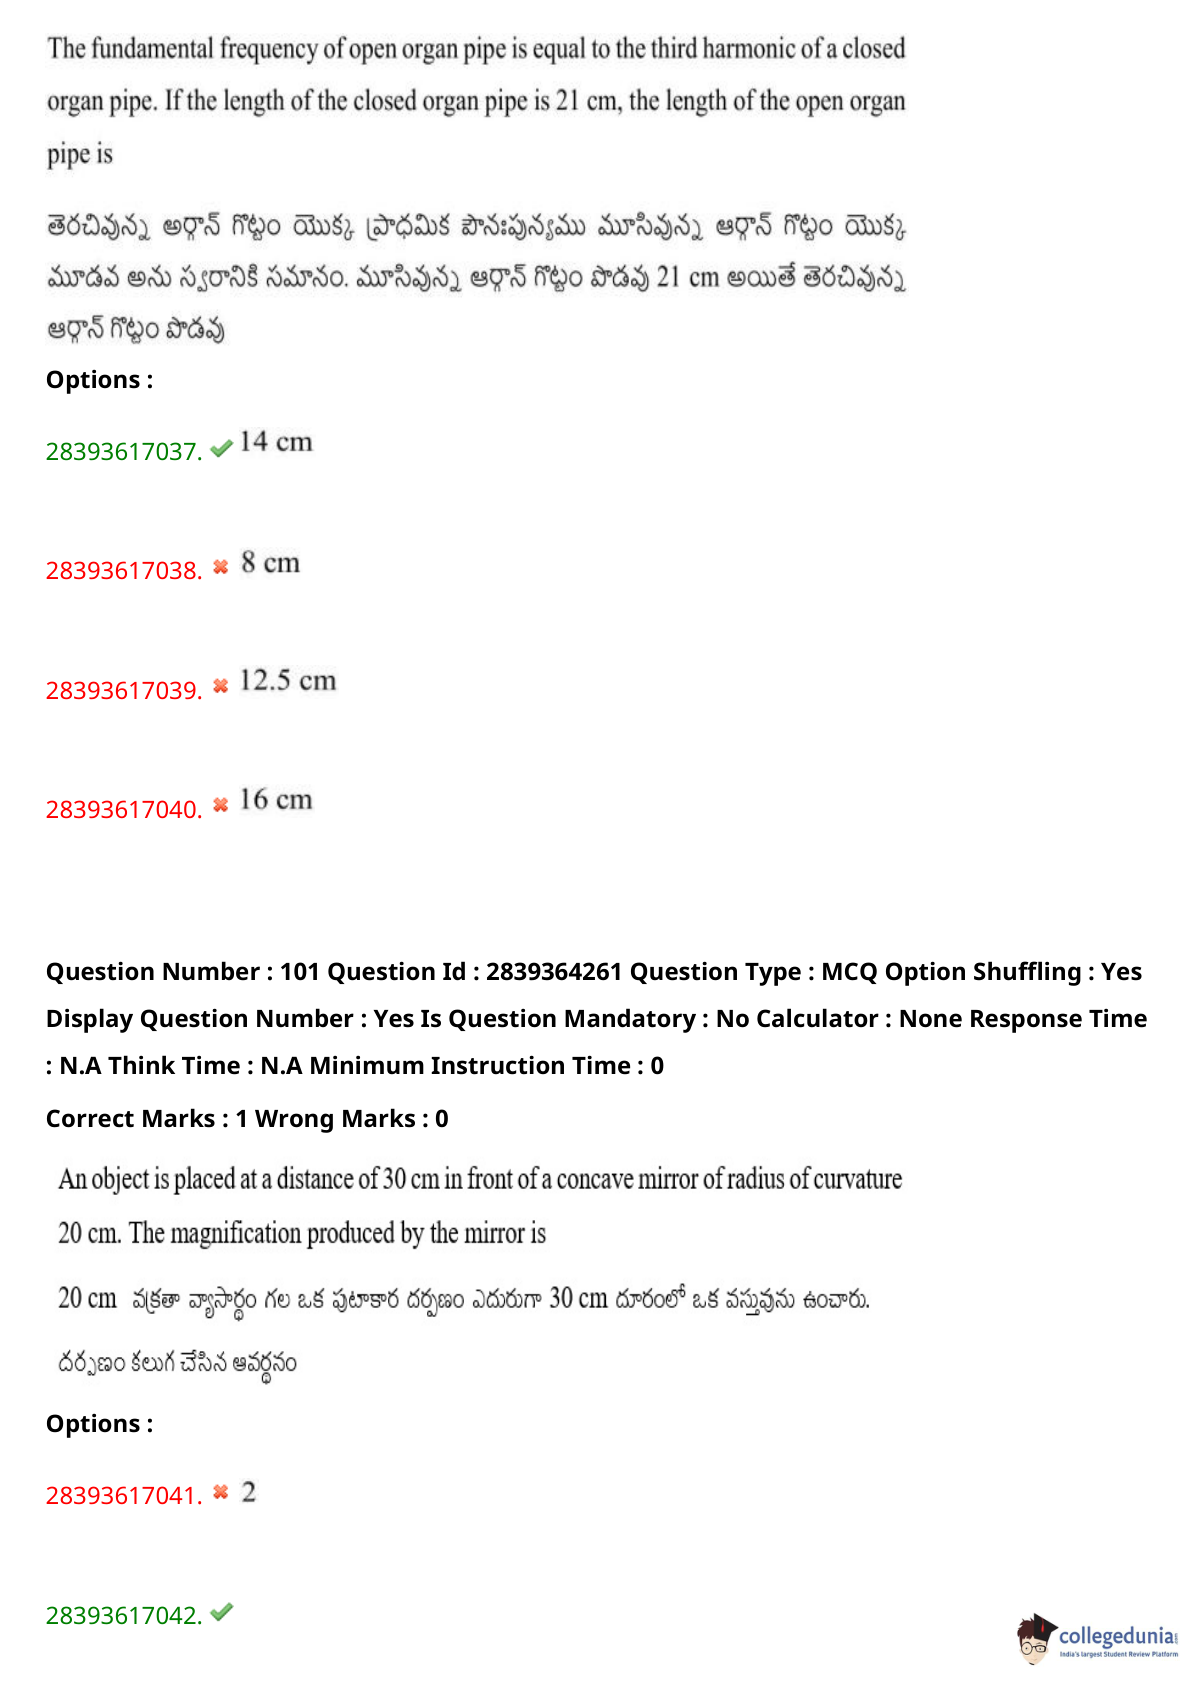 The fundamental frequency of open organ pipe is equal to the third harmonic of a closed
organ pipe. If the length of the closed organ pipe is 21 cm, the length of the open organ
pipe is
తెరచివున్న అర్గాన్ గొట్టం యొక్క ప్రాధమిక పౌనఃపున్యము మూసివున్న ఆర్గాన్ గొట్టం యొక్క
మూడవ అను స్వరానికి సమానం. మూసివున్న ఆర్గాన్ గొట్టం పొడవు 21 cm అయితే తెరచివున్న
ఆర్గాన్ గొట్టం పొడవు
Options :
28393617037. 14 cm
28393617038. 8 cm
28393617039. 12.5 cm
28393617040. 16 cm
Question Number : 101 Question Id : 2839364261 Question Type : MCQ Option Shuffling : Yes
Display Question Number : Yes Is Question Mandatory : No Calculator : None Response Time
: N.A Think Time : N.A Minimum Instruction Time : 0
Correct Marks : 1 Wrong Marks : 0
An object is placed at a distance of 30 cm in front of a concave mirror of radius of curvature
20 cm. The magnification produced by the mirror is
20 cm వక్రతా వ్యాసార్థం గల ఒక పుటాకార దర్పణం ఎదురుగా 30 cm దూరంలో ఒక వస్తువును ఉంచారు.
దర్పణం కలుగ చేసిన ఆవర్థనం
Options :
28393617041. 2
28393617042.
collegedunia
India's largest Student Review Platform